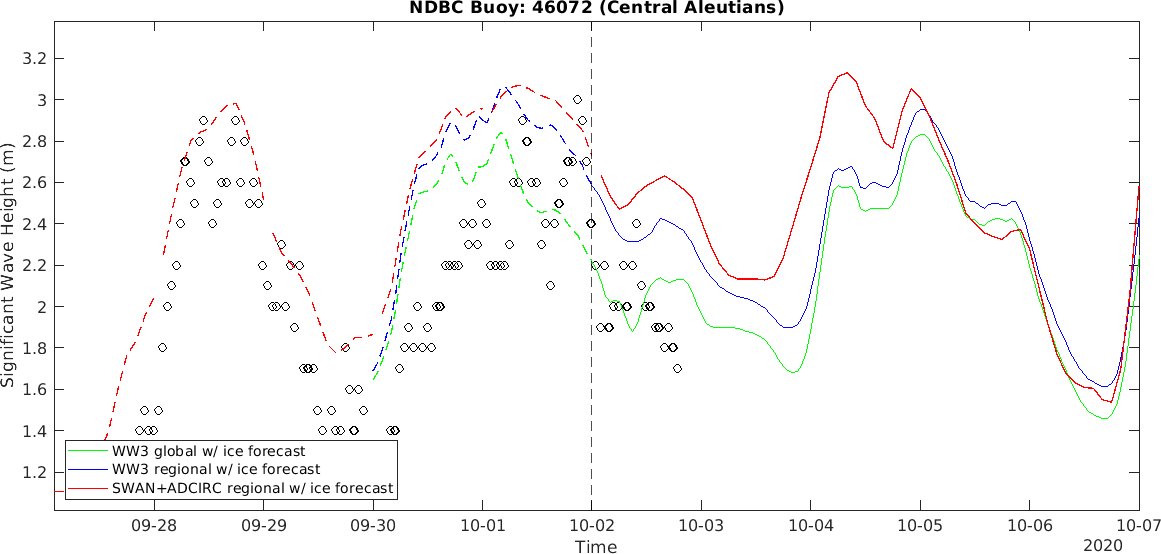 NDBC Buoy: 46072 (Central Aleutians)
Significant Wave Height (m)
3.2
3
2.8
2.6
2.4
2.2
2
1.8
1.6
1.4
1.2
WW3 global w/ ice forecast
WW3 regional w/ ice forecast
SWAN+ADCIRC regional w/ ice forecast
09-28 09-29 09-30 10-01 10-02 10-03 10-04 10-05 10-06 10-07
Time
2020